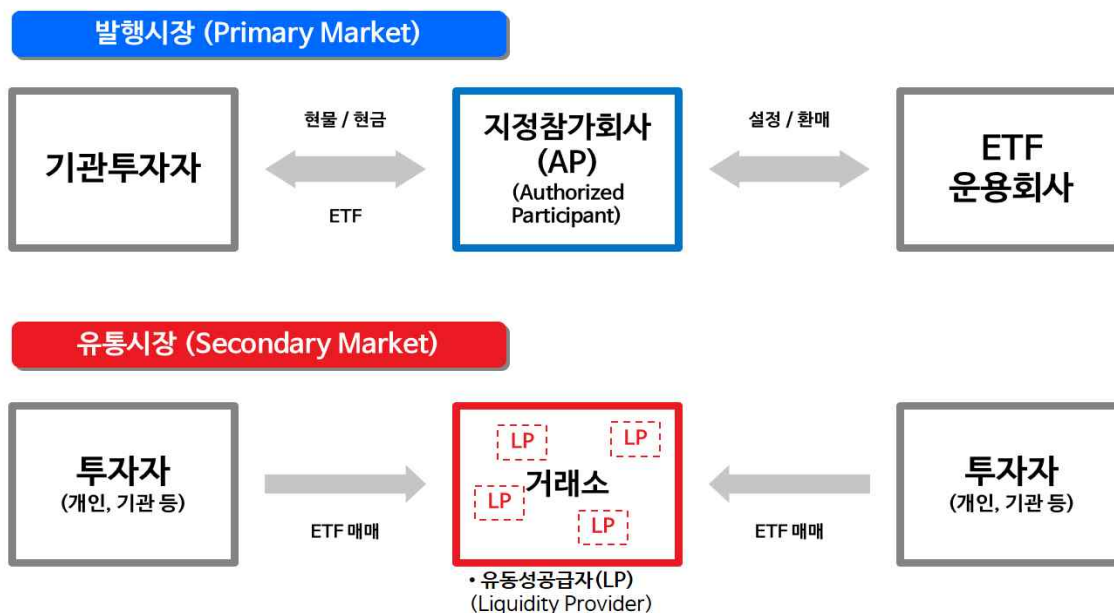 발행시장 (Primary Market)
기관투자자
현물 / 현금
ETF
지정참가회사
(AP)
(Authorized
Participant)
설정 / 환매
ETF
운용회사
유통시장 (Secondary Market)
투자자
(개인, 기관 등)
ETF 매매
LP
LP
거래소
LP
LP
ETF 매매
투자자
(개인, 기관 등)
• 유동성공급자(LP)
(Liquidity Provider)